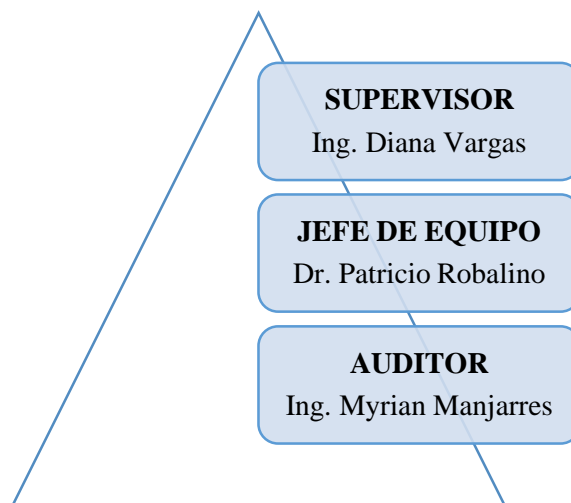 SUPERVISOR
Ing. Diana Vargas
JEFE DE EQUIPO
Dr. Patricio Robalino
AUDITOR
Ing. Myrian Manjarres